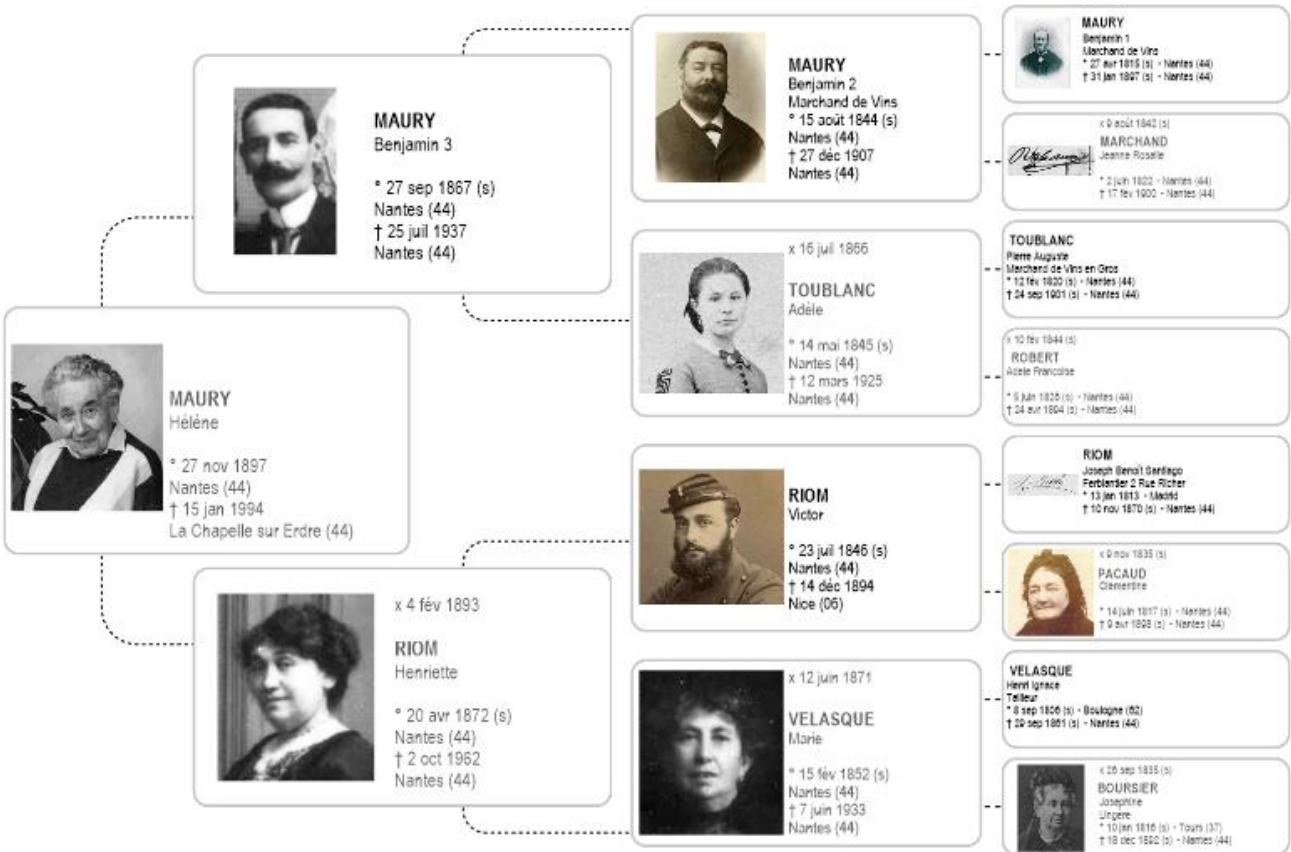 MAURY
Hélène
° 27 nov 1897
Nantes (44)
† 15 jan 1994
La Chapelle sur Erdre (44)
MAURY
Benjamin 3
° 27 sep 1867 (s)
Nantes (44)
† 25 juil 1937
Nantes (44)
x 4 fév 1893
RIOM
Henriette
° 20 avr 1872 (s)
Nantes (44)
† 2 oct 1962
Nantes (44)
MAURY
Benjamin 2
Marchand de Vins
° 15 août 1844 (s)
Nantes (44)
† 27 déc 1907
Nantes (44)
x 16 juil 1866
TOUBLANC
Adèle
° 14 mai 1845 (s)
Nantes (44)
† 12 mars 1925
Nantes (44)
RIOM
Victor
° 23 juil 1846 (s)
Nantes (44)
† 14 déc 1894
Nice (06)
x 12 juin 1871
VELASQUE
Marie
° 15 fév 1852 (s)
Nantes (44)
† 7 juin 1933
Nantes (44)
MAURY
Benjamin 1
Marchand de Vins
° 27 avr 1815 (s) - Nantes (44)
† 31 jan 1897 (s) - Nantes (44)
x 9 août 1842 (s)
MARCHAND
Jeanne Rosalie
° 2 juin 1822 - Nantes (44)
† 17 fév 1900 - Nantes (44)
TOUBLANC
Pierre Auguste
Marchand de Vins en Gros
° 12 fév 1820 (s) - Nantes (44)
† 24 sep 1901 (s) - Nantes (44)
x 10 fév 1844 (s)
ROBERT
Adèle Françoise
° 5 juin 1825 (s) - Nantes (44)
† 24 avr 1894 (s) - Nantes (44)
RIOM
Joseph Benoît Santiago
Ferblantier 2 Rue Richer
° 13 jan 1813 - Madrid
† 10 nov 1870 (s) - Nantes (44)
x 9 nov 1835 (s)
PACAUD
Clémentine
° 14 juin 1817 (s) - Nantes (44)
† 9 avr 1898 (s) - Nantes (44)
VELASQUE
Henri Ignace
Tailleur
° 8 sep 1806 (s) - Boulogne (62)
† 29 sep 1861 (s) - Nantes (44)
x 26 sep 1835 (s)
BOURSIER
Joséphine
Lingère
° 10 jan 1816 (s) - Tours (37)
† 18 déc 1892 (s) - Nantes (44)